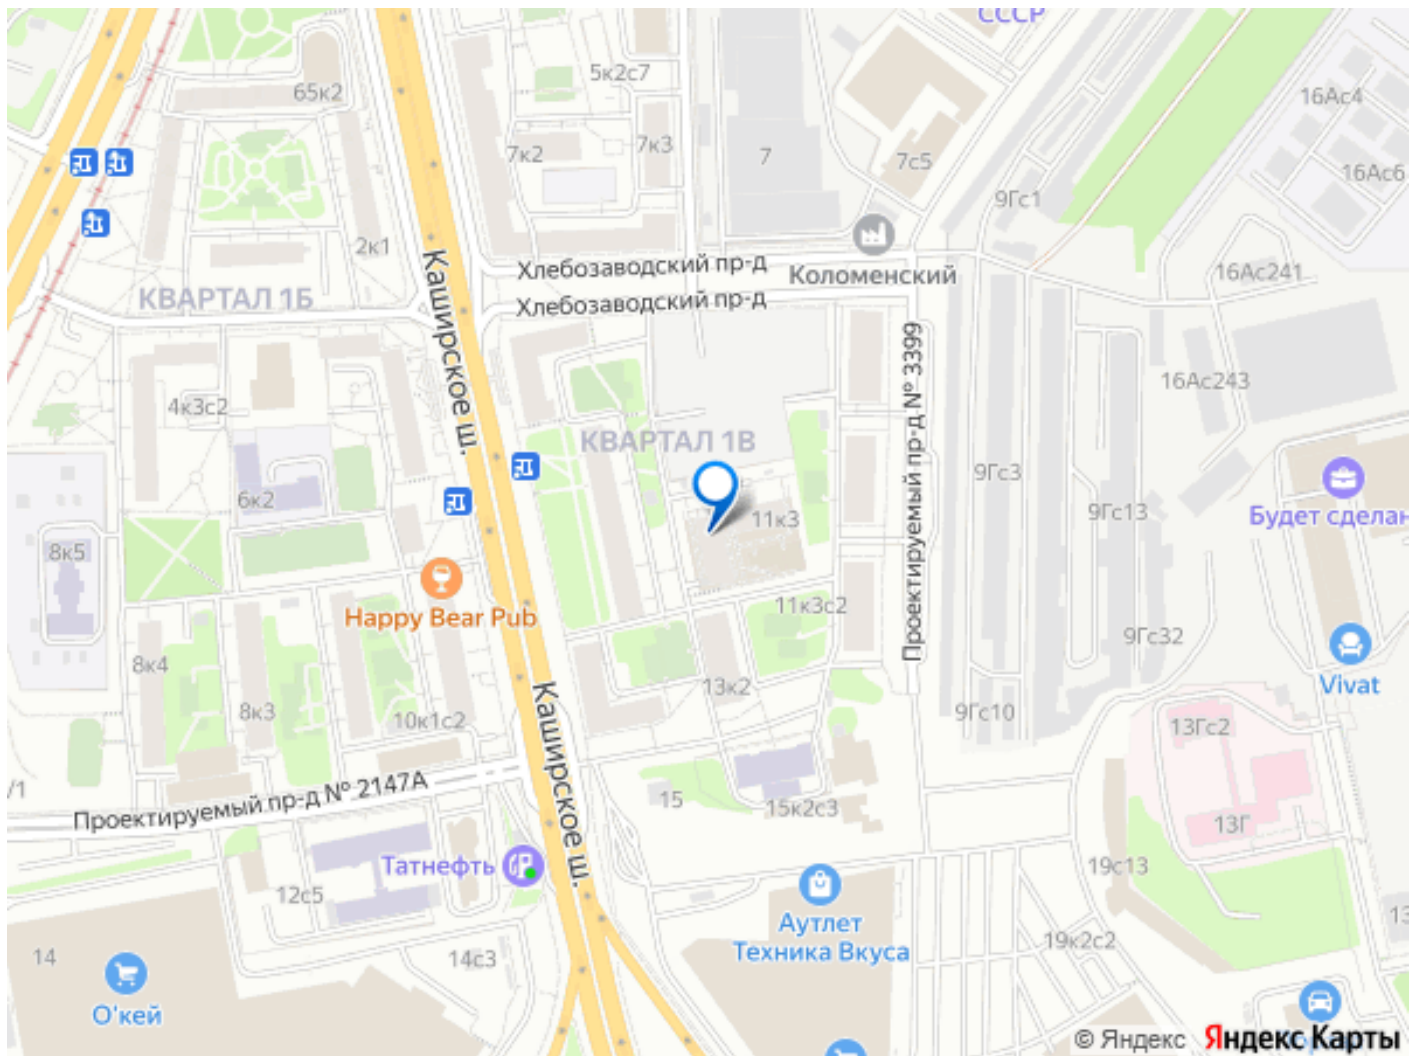 СССР
5к2с7
65к2
16Ас4
7к2
7к3
7
7с5
16Ас6
9Гс1
2к1
Хлебозаводский пр-д
Коломенский
16Ас241
КВАРТАЛ 1Б
Хлебозаводский пр-д
Каширское ш.
Проектируемый пр-д № 3399
16Ас243
4к3с2
КВАРТАЛ 1В
9Гс3
6к2
11к3
9Гс13
Будет сделан
8к5
11к3с2
Happy Bear Pub
9Гс32
8к4
13к2
Vivat
8к3
10к1с2
9Гс10
13Гс2
Каширское ш.
/1
Проектируемый пр-д № 2147А
15
15к2с3
13Г
Татнефть
19с13
12с5
Аутлет
Техника Вкуса
13
14
14с3
19к2с2
О'кей
© Яндекс Яндекс Карты